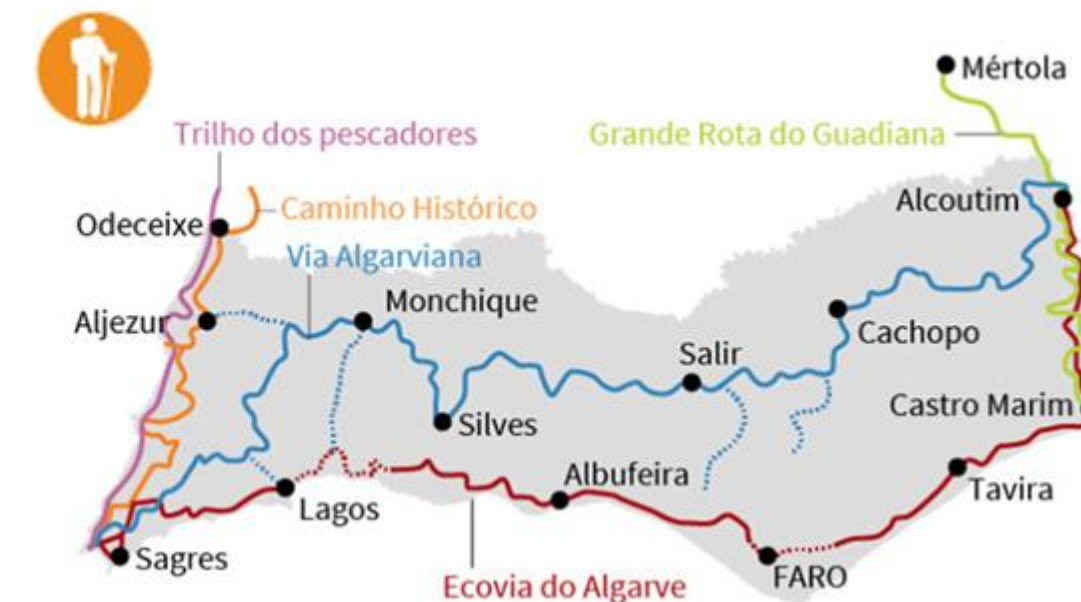 Mértola
Trilho dos pescadores
Grande Rota do Guadiana
Alcoutim
Odeceixe
Caminho Histórico
Via Algarviana
Monchique
Aljezur
Cachopo
Salir
Castro Marim
Silves
Albufeira
Tavira
Lagos
Sagres
FARO
Ecovia do Algarve